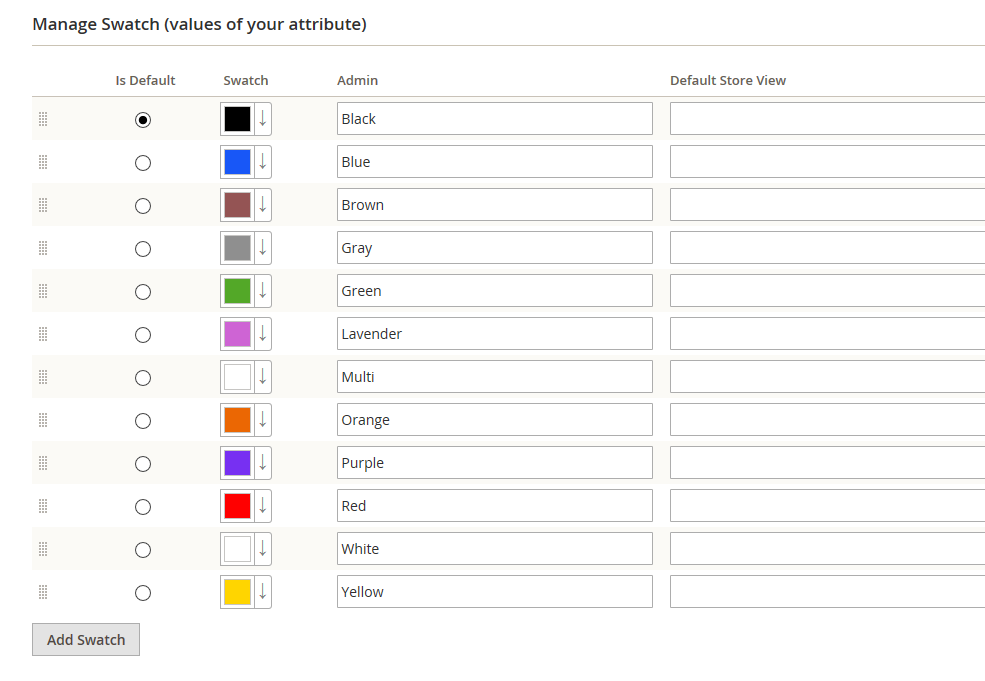 Manage Swatch (values of your attribute)
Is Default Swatch Admin Default Store View
Black
Blue
Brown
Gray
Green
Lavender
Multi
Orange
Purple
Red
White
Yellow
Add Swatch